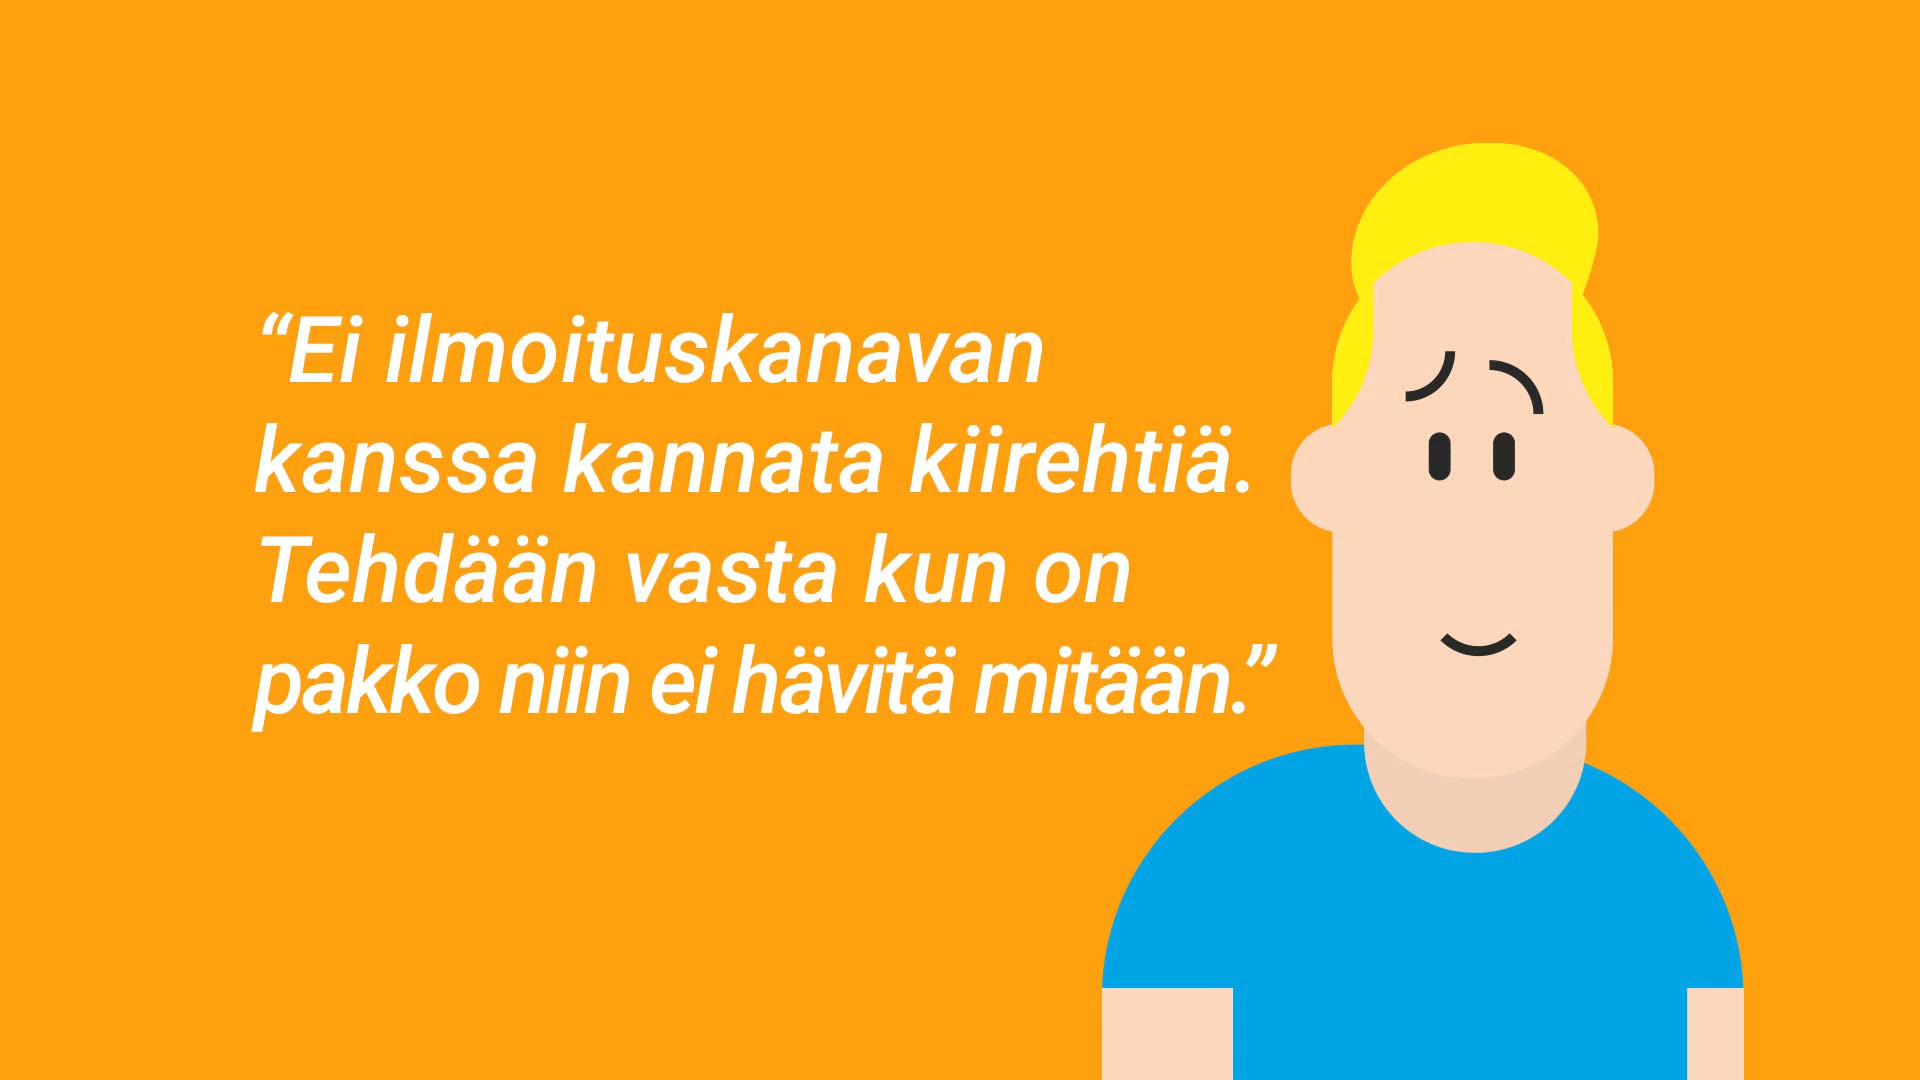 “Ei ilmoituskanavan
kanssa kannata kiirehtiä.
Tehdään vasta kun on
pakko niin ei hävitä mitään.”